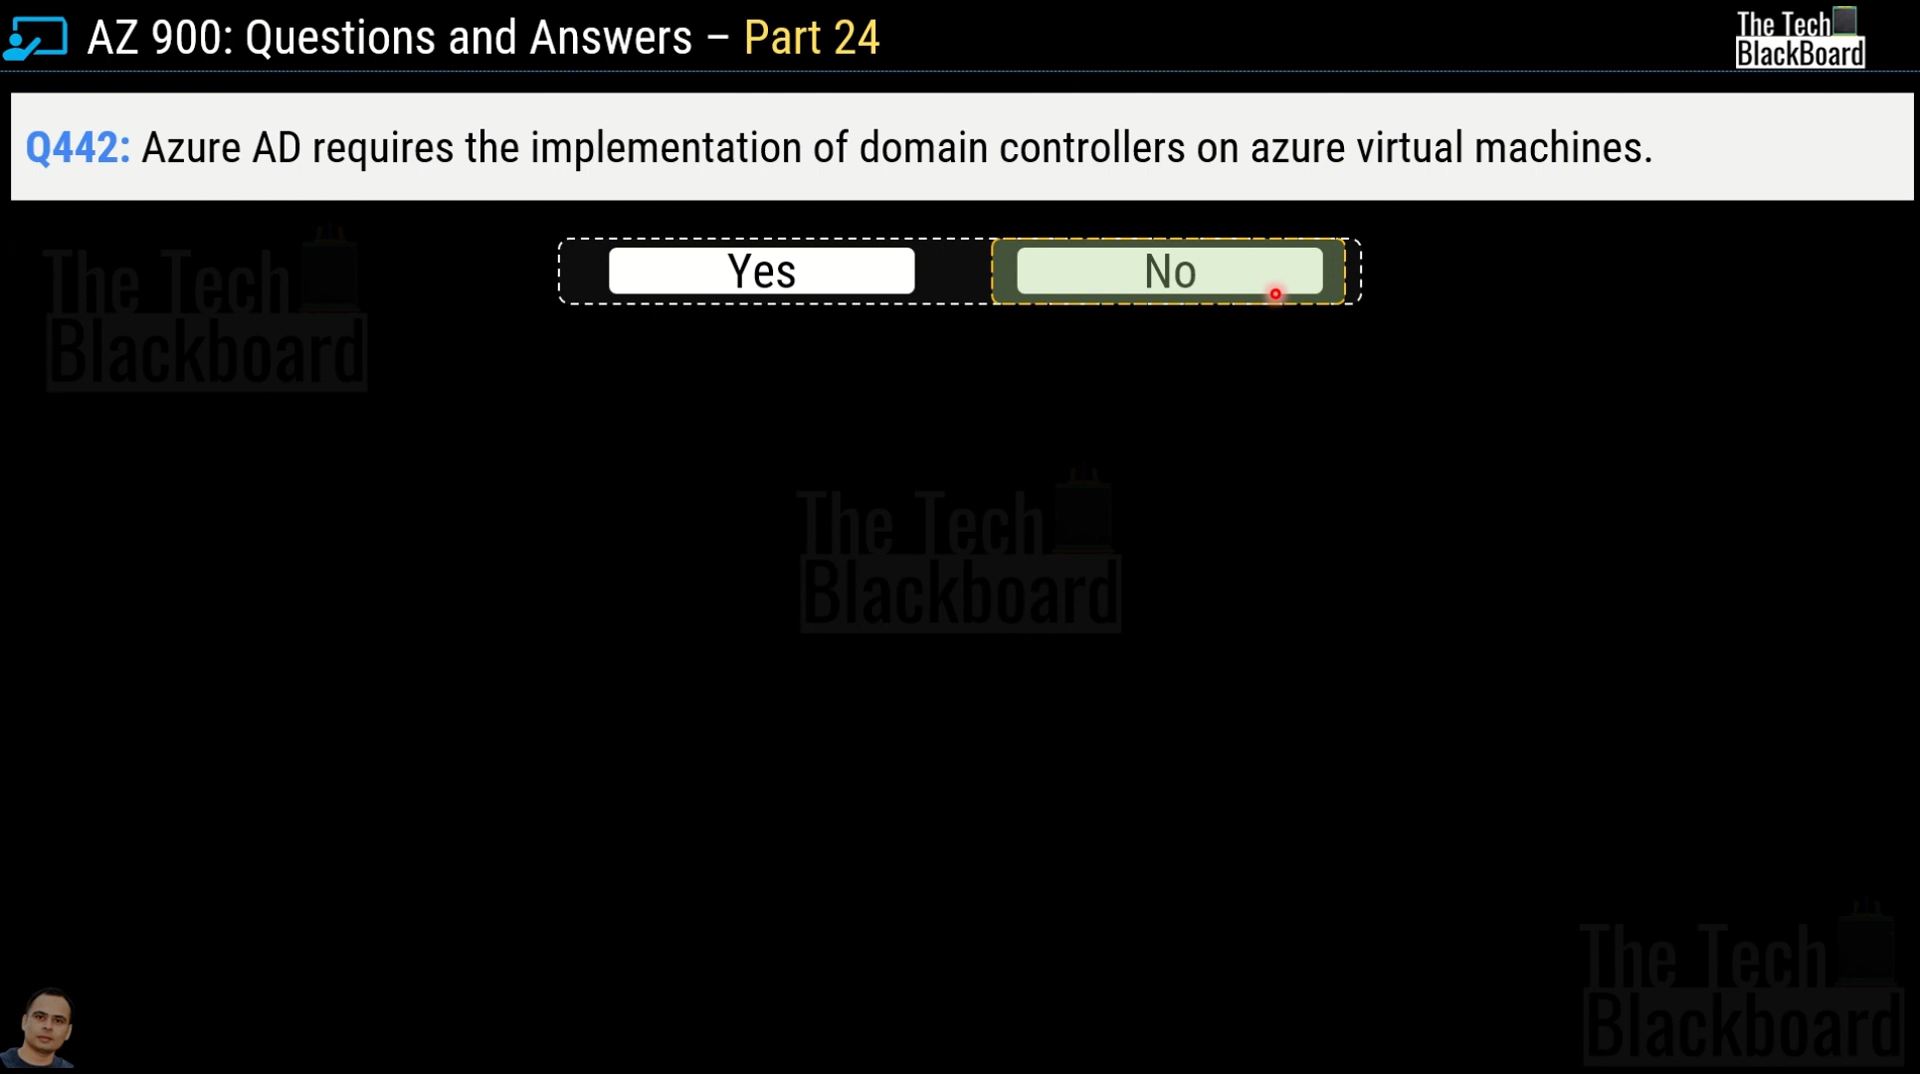 AZ 900: Questions and Answers – Part 24
The Tech
BlackBoard
Q442: Azure AD requires the implementation of domain controllers on azure virtual machines.
Yes
No
The Tech
Blackboard
The Tech
Blackboard
The Tech
Blackboard